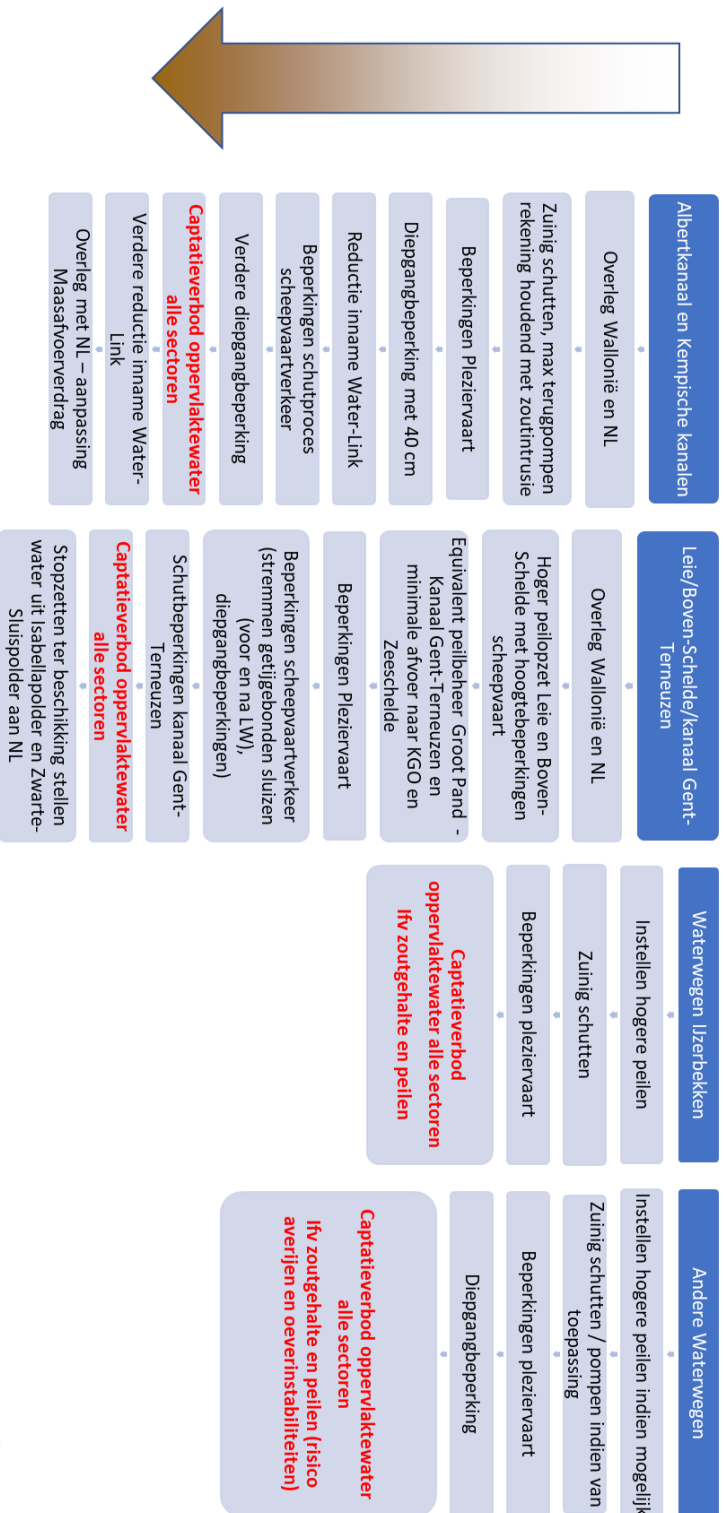 Albertkanaal en Kempische kanalen
Overleg Wallonië en NL
Zuinig schutten, max terugpompen
rekening houdend met zoutintrusie
Beperkingen Pleziervaart
Diepgangbeperking met 40 cm
Reductie inname Water-Link
Beperkingen schutproces
scheepvaartverkeer
Verdere diepgangbeperking
Captatieverbod oppervlaktewater
alle sectoren
Verdere reductie inname Water-
Link
Overleg met NL – aanpassing
Maasafvoerverdrag
Leie/Boven-Schelde/kanaal Gent-
Terneuzen
Overleg Wallonië en NL
Hoger peilopzet Leie en Boven-
Schelde met hoogtebeperkingen
scheepvaart
Equivalent peilbeheer Groot Pand -
Kanaal Gent-Terneuzen en
minimale afvoer naar KGO en
Zeeschelde
Beperkingen Pleziervaart
Beperkingen scheepvaartverkeer
(stremmen getijgebonden sluizen
(voor en na LW),
diepgangbeperkingen)
Schutbeperkingen kanaal Gent-
Terneuzen
Captatieverbod oppervlaktewater
alle sectoren
Stopzetten ter beschikking stellen
water uit Isabellapolder en Zwarte-
Sluispolder aan NL
Waterwegen IJzerbekken
Instellen hogere peilen
Zuinig schutten
Beperkingen pleziervaart
Captatieverbod
oppervlaktewater alle sectoren
Ifv zoutgehalte en peilen
Andere Waterwegen
Instellen hogere peilen indien mogelijk
Zuinig schutten / pompen indien van
toepassing
Beperkingen pleziervaart
Diepgangbeperking
Captatieverbod oppervlaktewater
alle sectoren
Ifv zoutgehalte en peilen (risico
averijen en oeverinstabiliteiten)